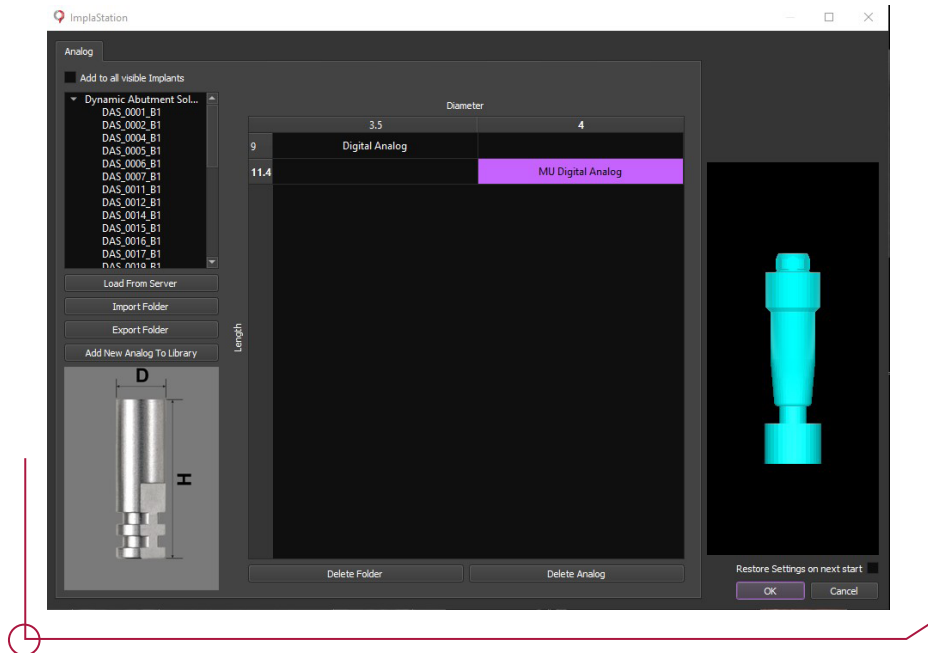 ImplaStation
Analog
Add to all visible Implants
Dynamic Abutment Sol...
DAS_0001_B1
DAS_0002_B1
DAS_0004_B1
DAS_0005_B1
DAS_0006_B1
DAS_0007_B1
DAS_0011_B1
DAS_0012_B1
DAS_0014_B1
DAS_0015_B1
DAS_0016_B1
DAS_0017_B1
DAS_0019_B1
Load From Server
Import Folder
Export Folder
Add New Analog To Library
D
H
Diameter
3.5 4
9 Digital Analog
11.4 MU Digital Analog
Length
Delete Folder Delete Analog
Restore Settings on next start
OK Cancel